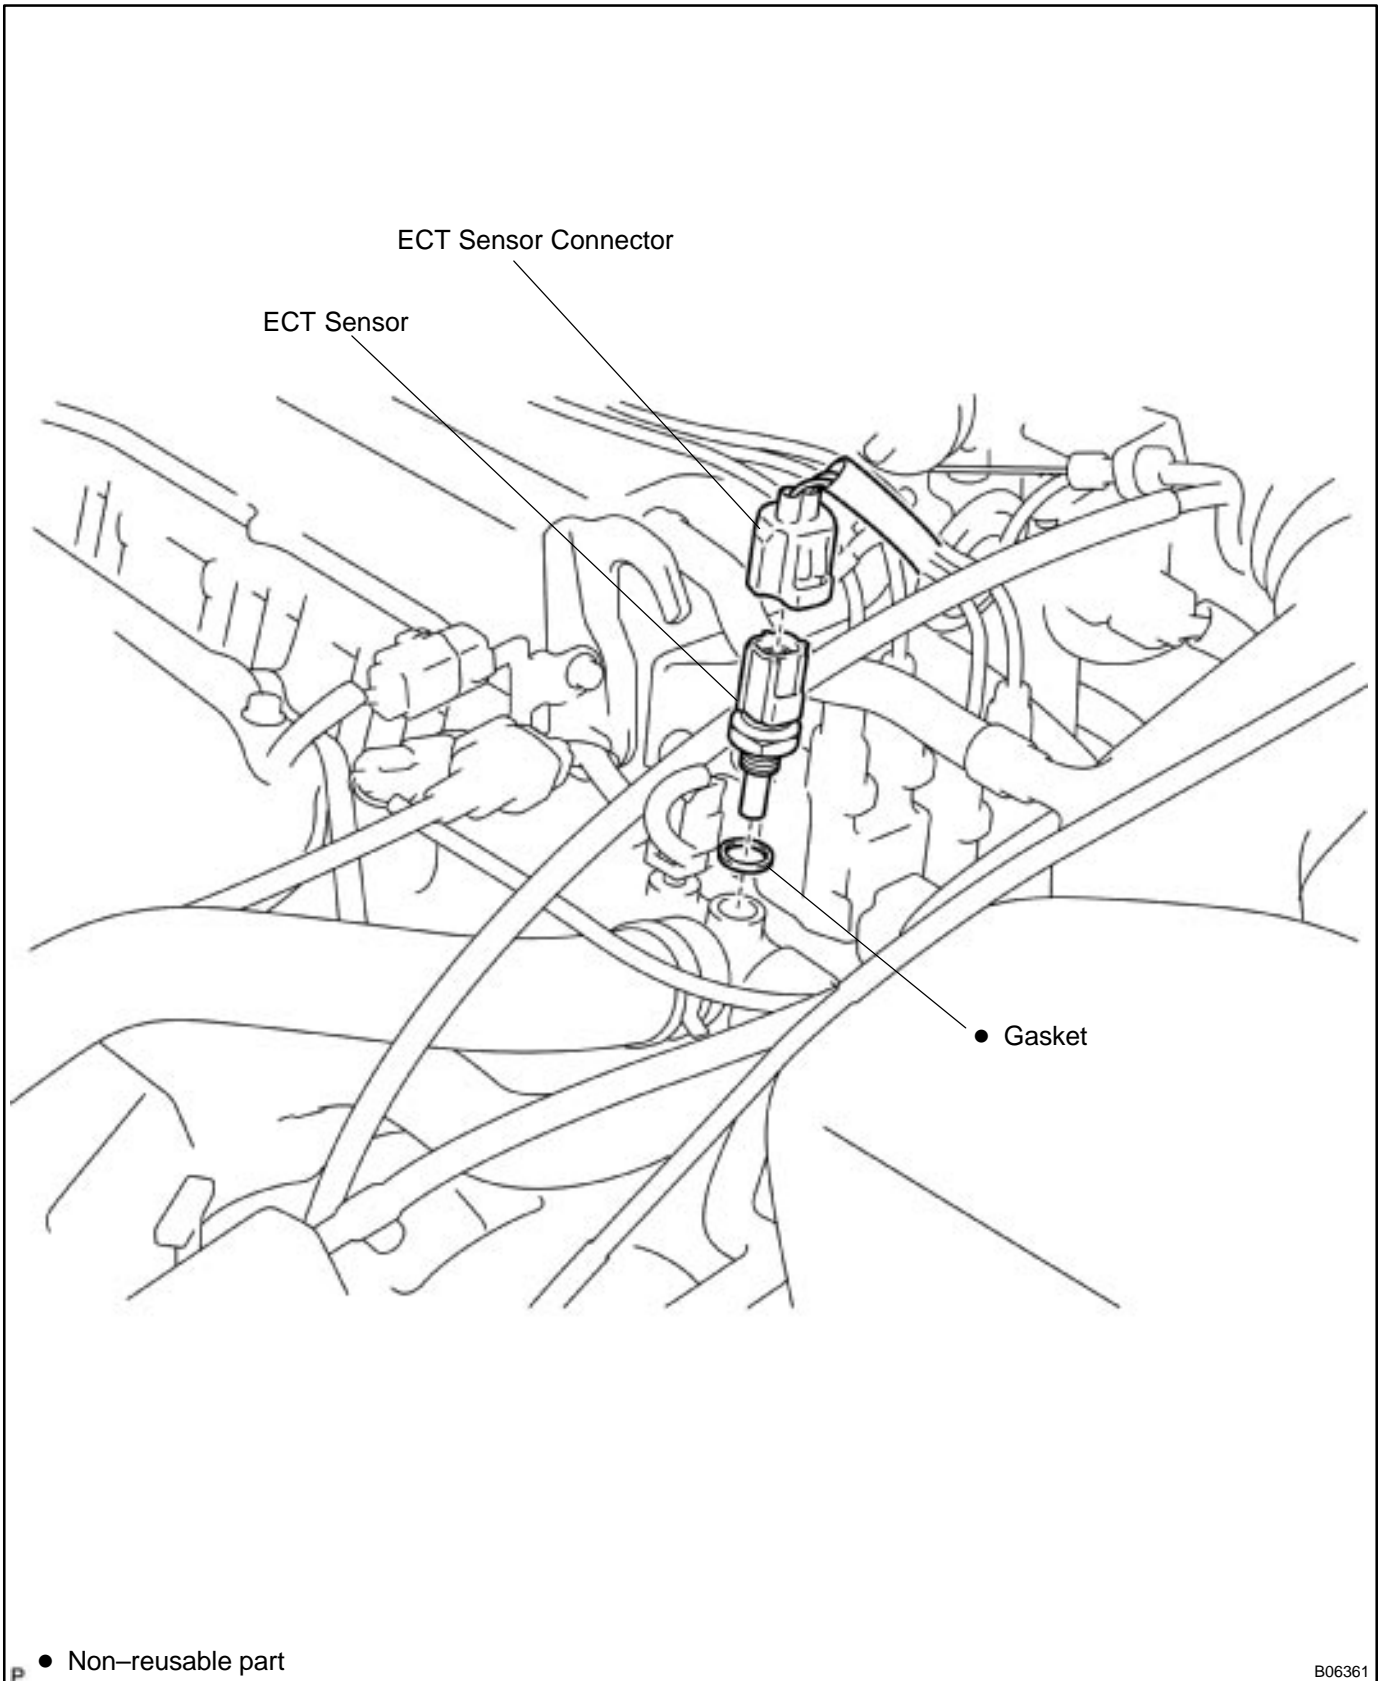 ECT Sensor Connector
ECT Sensor
● Gasket
P ● Non–reusable part
B06361